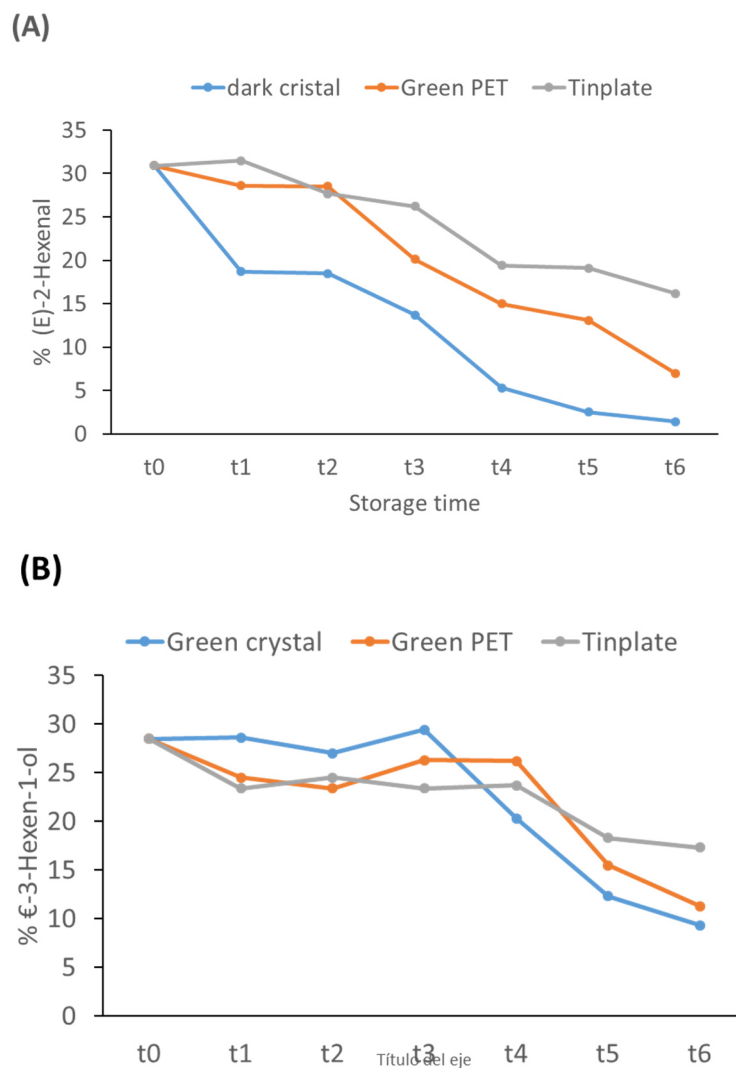 (A)
dark cristal Green PET Tinplate
35
30
25
20
15
10
5
0
% (E)-2-Hexenal
t0 t1 t2 t3 t4 t5 t6
Storage time
(B)
Green crystal Green PET Tinplate
35
30
25
20
15
10
5
0
% €-3-Hexen-1-ol
t0 t1 t2 t3 t4 t5 t6
Título del eje